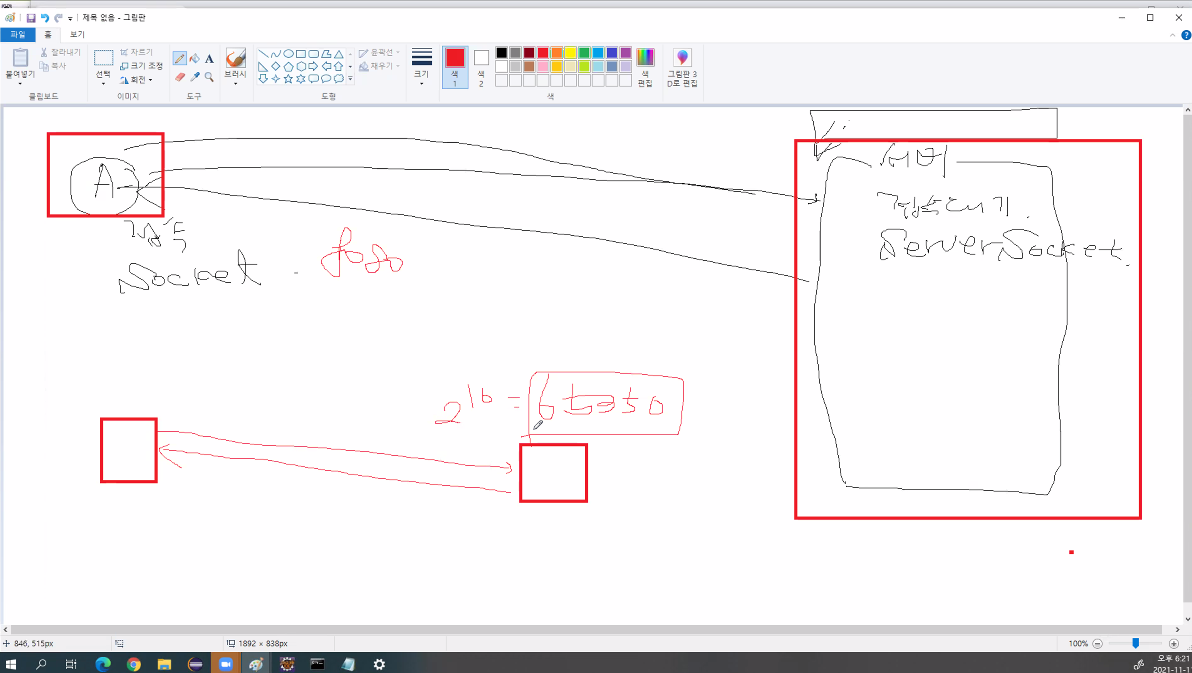 제목 없음 - 그림판
파일 홈 보기
붙여넣기 잘라내기 복사
선택 자르기 크기 조정 회전
A
브러시
윤곽선 채우기
크기
색 1
색 2
색 편집
그림판 3D로 편집
클립보드 이미지 도구 도형 색
서버
A
접속대기.
ServerSocket.
접속
Socket
2^16 =
846, 515px 1892 × 838px 100%
오후 6:21
2021-11-11